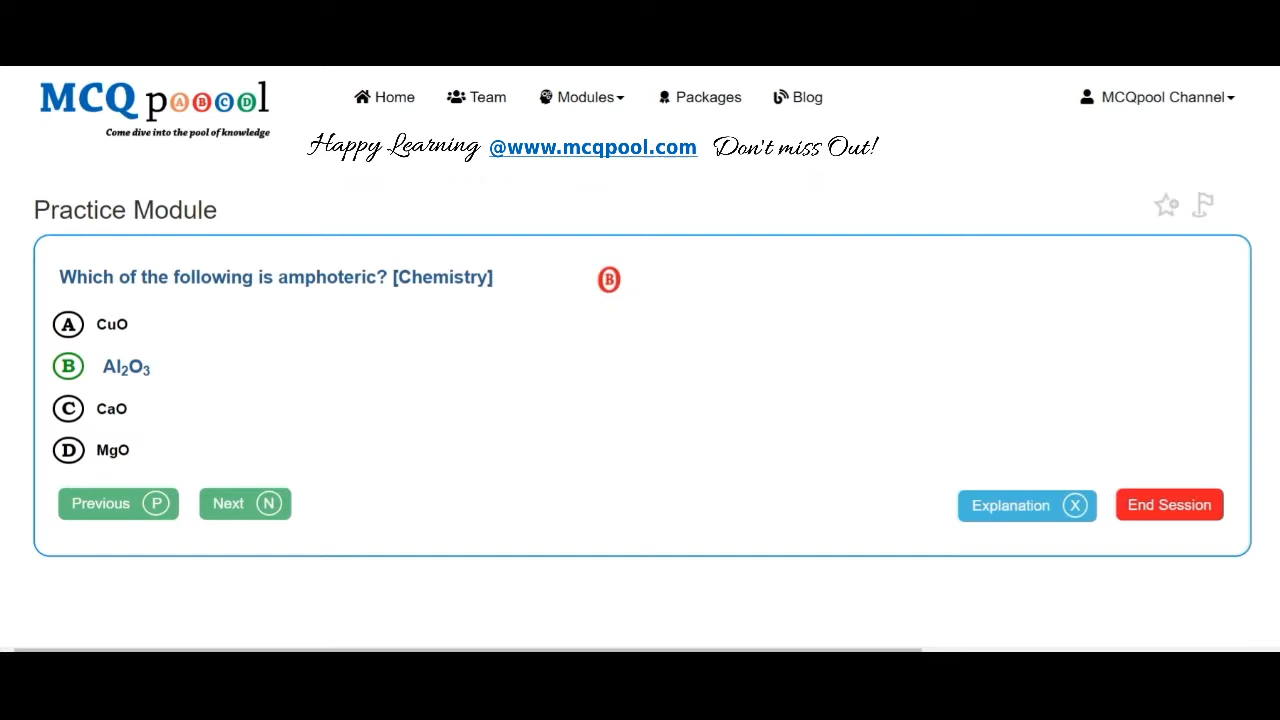 MCQ pooool
Come dive into the pool of knowledge
Home Team Modules Packages Blog MCQpool Channel
Happy Learning @www.mcqpool.com Don't miss Out!
Practice Module
Which of the following is amphoteric? [Chemistry] B
A CuO
B Al₂O₃
C CaO
D MgO
Previous P Next N Explanation X End Session